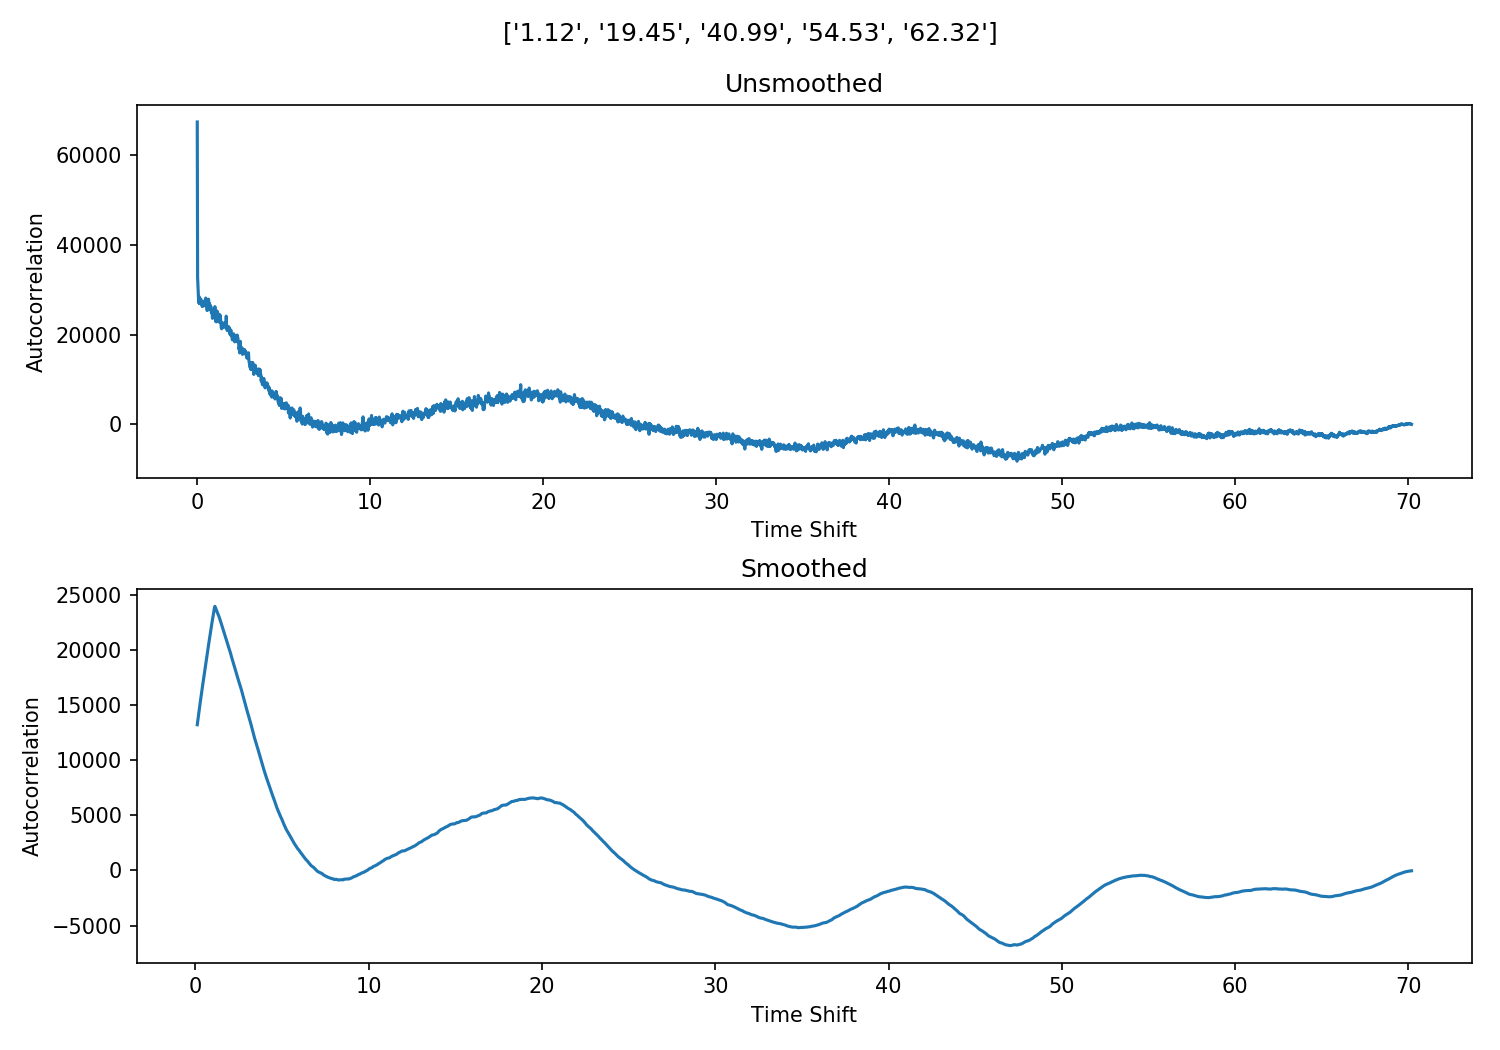 ['1.12', '19.45', '40.99', '54.53', '62.32']
Unsmoothed
Autocorrelation
60000
40000
20000
0
0 10 20 30 40 50 60 70
Time Shift
Smoothed
Autocorrelation
25000
20000
15000
10000
5000
0
−5000
0 10 20 30 40 50 60 70
Time Shift